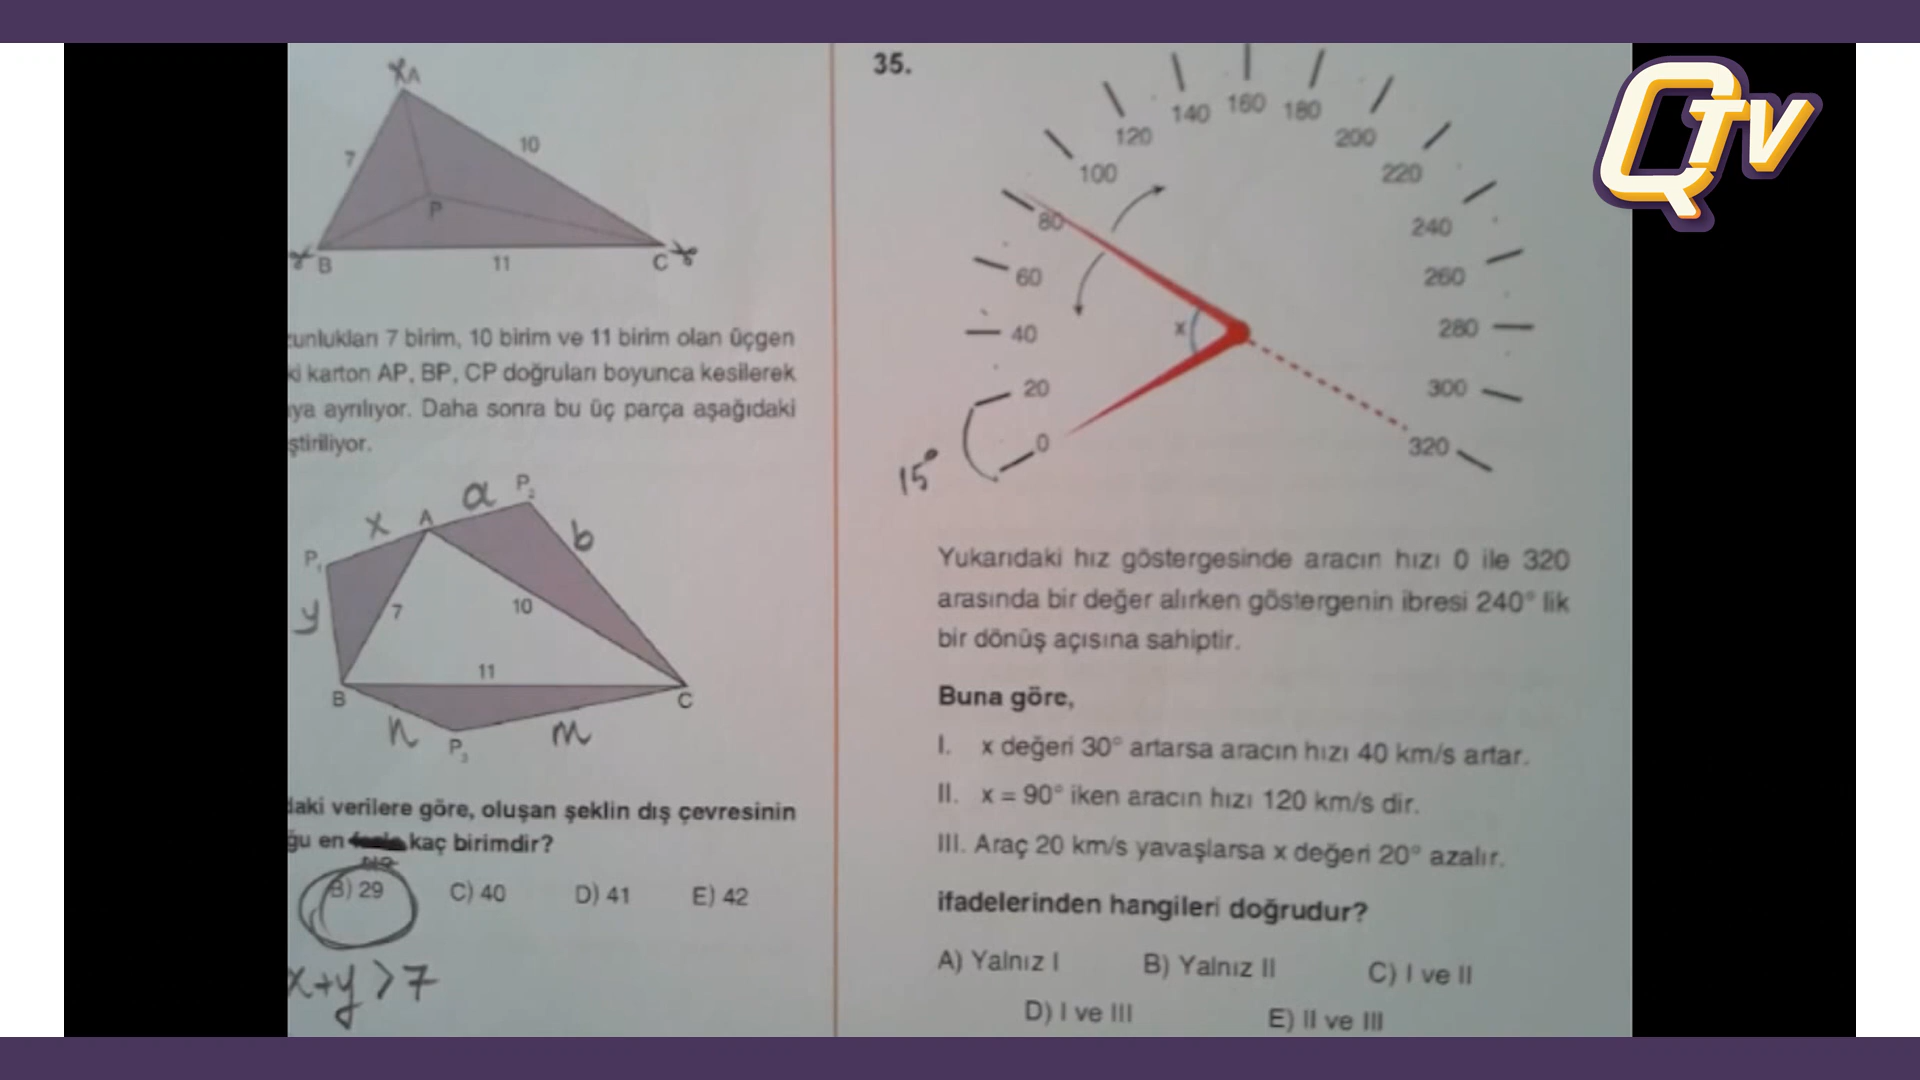 QTV
A
7
10
P
B
11
C
7 birim, 10 birim ve 11 birim olan üçgen
karton AP, BP, CP doğruları boyunca kesilerek
ayrılıyor. Daha sonra bu üç parça aşağıdaki
x
A
a
P₂
b
P₁
y
7
10
11
B
C
n
P₃
m
verilere göre, oluşan şeklin dış çevresinin
en kaç birimdir?
B) 29
C) 40
D) 41
E) 42
x+y>7
35.
0
20
40
60
80
100
120
140
160
180
200
220
240
260
280
300
320
x
15°
Yukarıdaki hız göstergesinde aracın hızı 0 ile 320
arasında bir değer alırken göstergenin ibresi 240° lik
bir dönüş açısına sahiptir.
Buna göre,
I. x değeri 30° artarsa aracın hızı 40 km/s artar.
II. x = 90° iken aracın hızı 120 km/s dir.
III. Araç 20 km/s yavaşlarsa x değeri 20° azalır.
ifadelerinden hangileri doğrudur?
A) Yalnız I
B) Yalnız II
C) I ve II
D) I ve III
E) II ve III